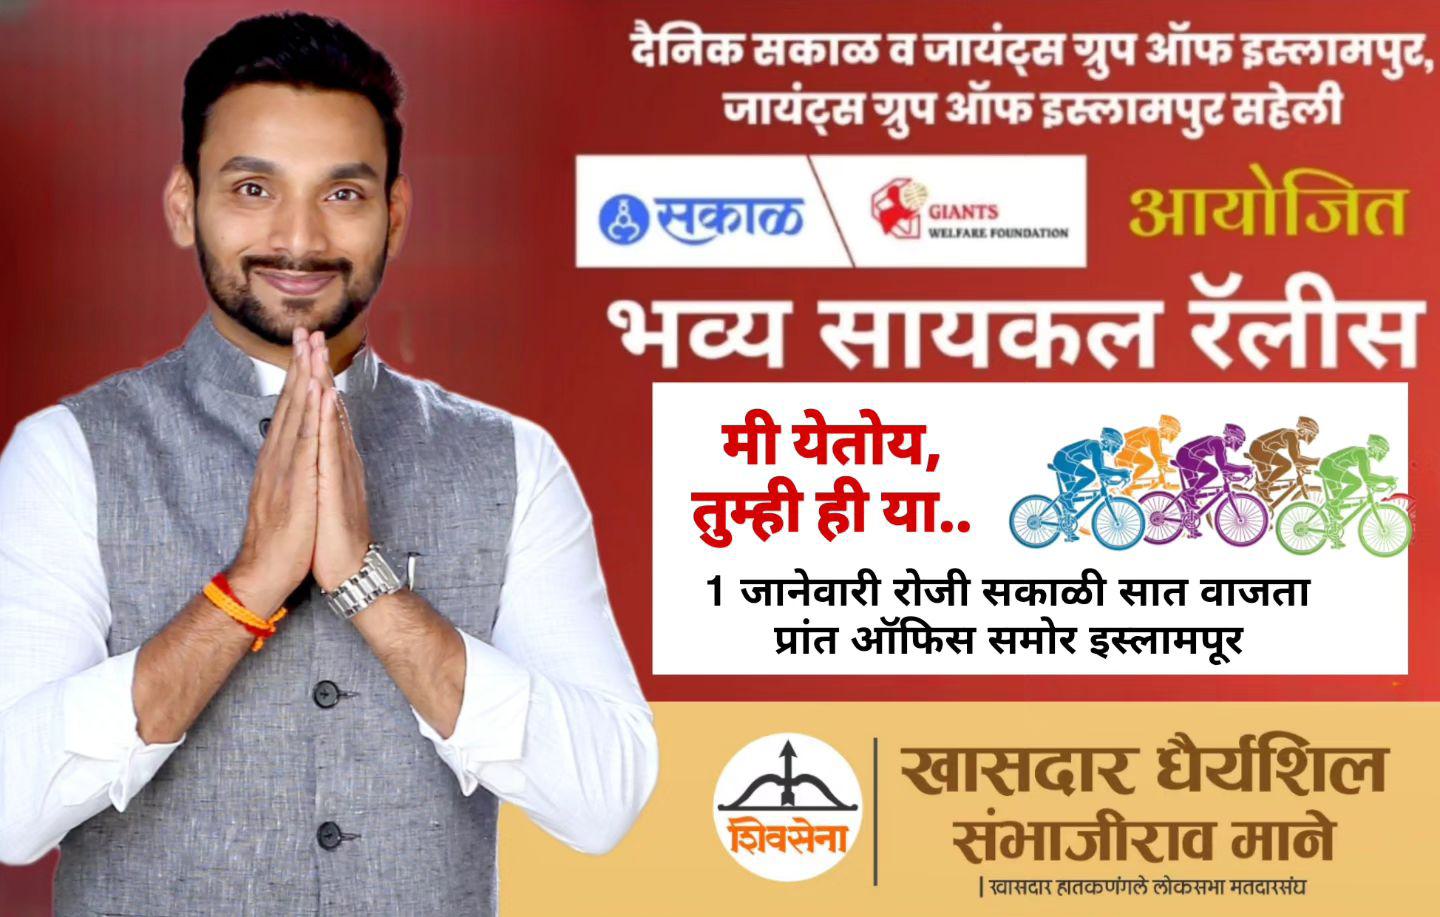 दैनिक सकाळ व जायंट्स ग्रुप ऑफ इस्लामपुर,
जायंट्स ग्रुप ऑफ इस्लामपुर सहेली
सकाळ
GIANTS
WELFARE FOUNDATION
आयोजित
भव्य सायकल रॅलीस
मी येतोय,
तुम्ही ही या..
1 जानेवारी रोजी सकाळी सात वाजता
प्रांत ऑफिस समोर इस्लामपूर
शिवसेना
खासदार धैर्यशिल
संभाजीराव माने
| खासदार हातकणंगले लोकसभा मतदारसंघ